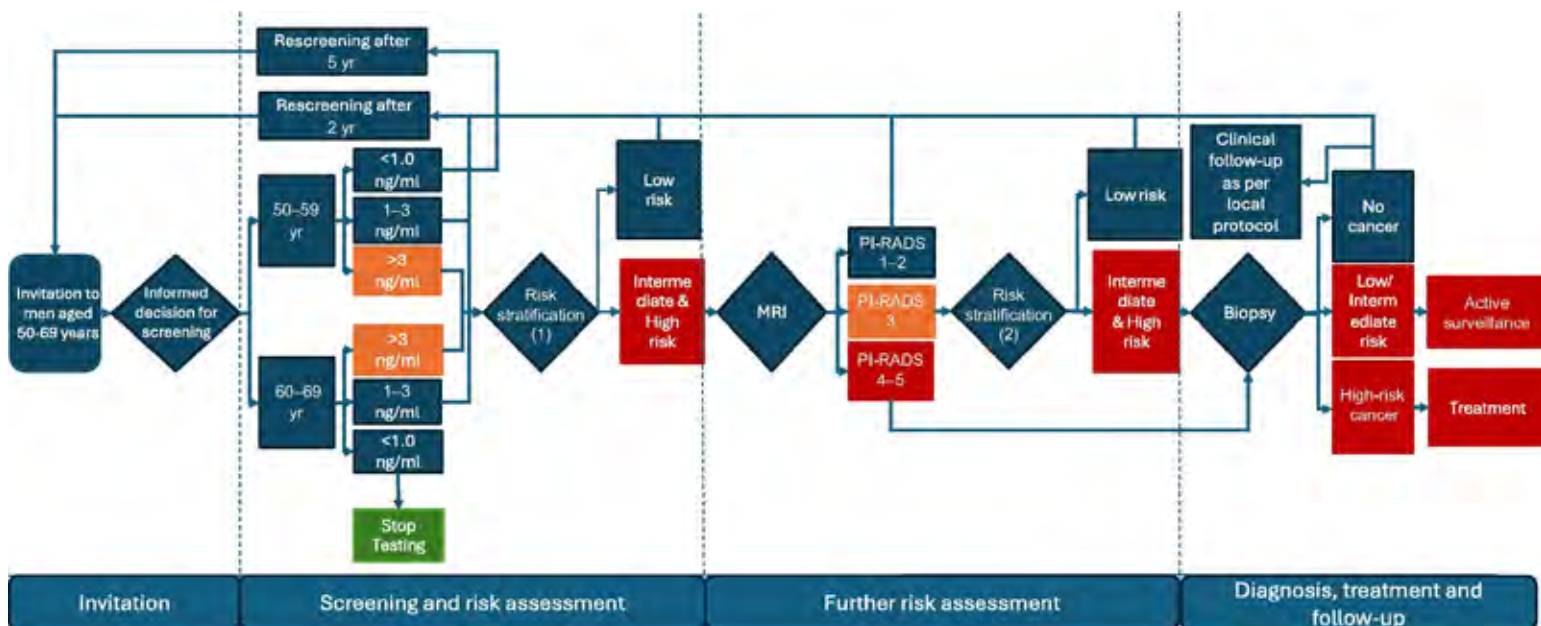 Rescreening after
5 yr
Rescreening after
2 yr
<1.0
ng/ml
50–59
yr
1–3
ng/ml
>3
ng/ml
Low
risk
Invitation to
men aged
50-69 years
Informed
decision for
screening
Risk
stratification
(1)
Interme
diate &
High
risk
>3
ng/ml
60–69
yr
1–3
ng/ml
<1.0
ng/ml
Stop
Testing
MRI
PI-RADS
1–2
PI-RADS
3
PI-RADS
4–5
Risk
stratification
(2)
Low risk
Interme
diate
& High
risk
Clinical
follow-up
as per
local
protocol
Biopsy
No
cancer
Low/
Interm
ediate
risk
Active
surveillance
High-risk
cancer
Treatment
Invitation
Screening and risk assessment
Further risk assessment
Diagnosis, treatment and
follow-up